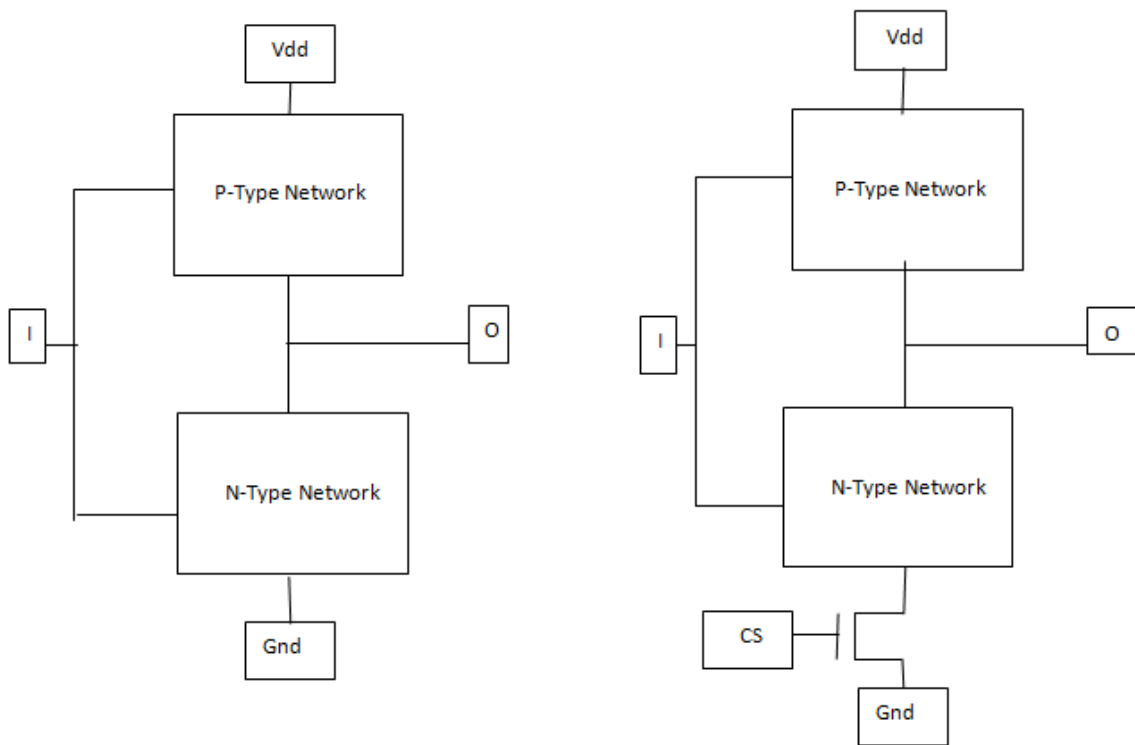 Vdd
P-Type Network
I
O
N-Type Network
Gnd
Vdd
P-Type Network
I
O
N-Type Network
CS
Gnd